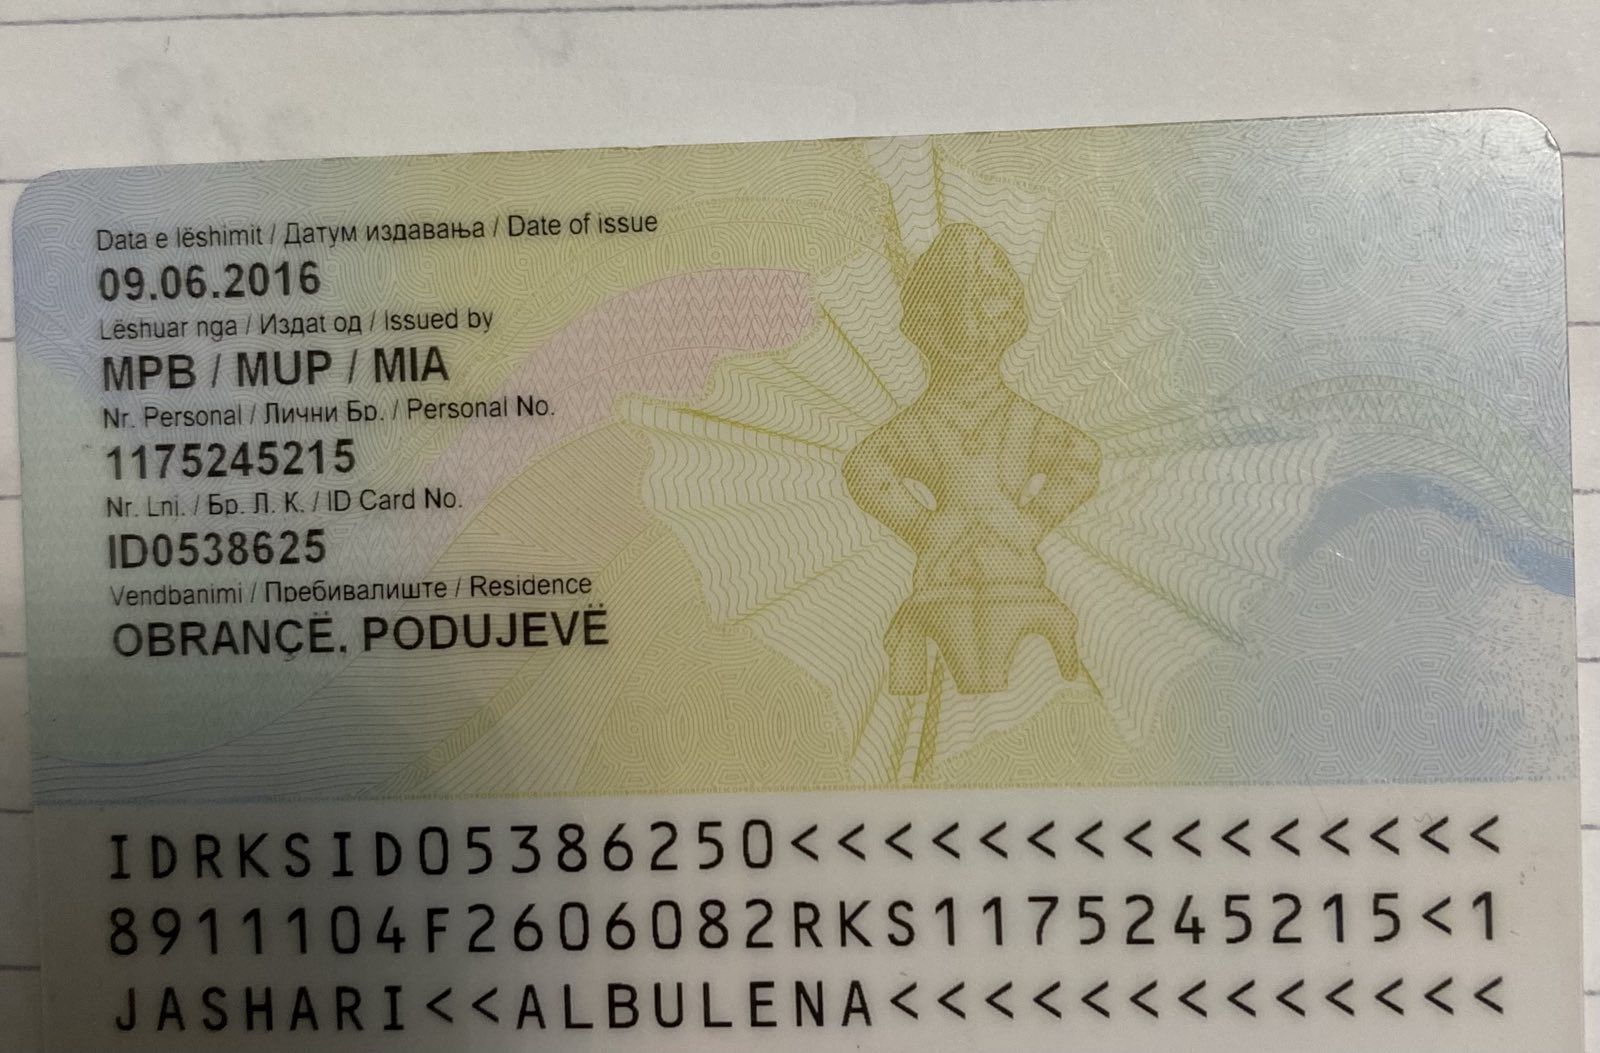 Data e lëshimit / Датум издавања / Date of issue
09.06.2016
Lëshuar nga / Издат од / Issued by
MPB / MUP / MIA
Nr. Personal / Лични Бр. / Personal No.
1175245215
Nr. Lnj. / Бр. Л. К. / ID Card No.
ID0538625
Vendbanimi / Пребивалиште / Residence
OBRANÇË, PODUJEVË
IDRKSID05386250<<<<<<<<<<<<<<<
8911104F2606082RKS1175245215<1
JASHARI<<ALBULENA<<<<<<<<<<<<<